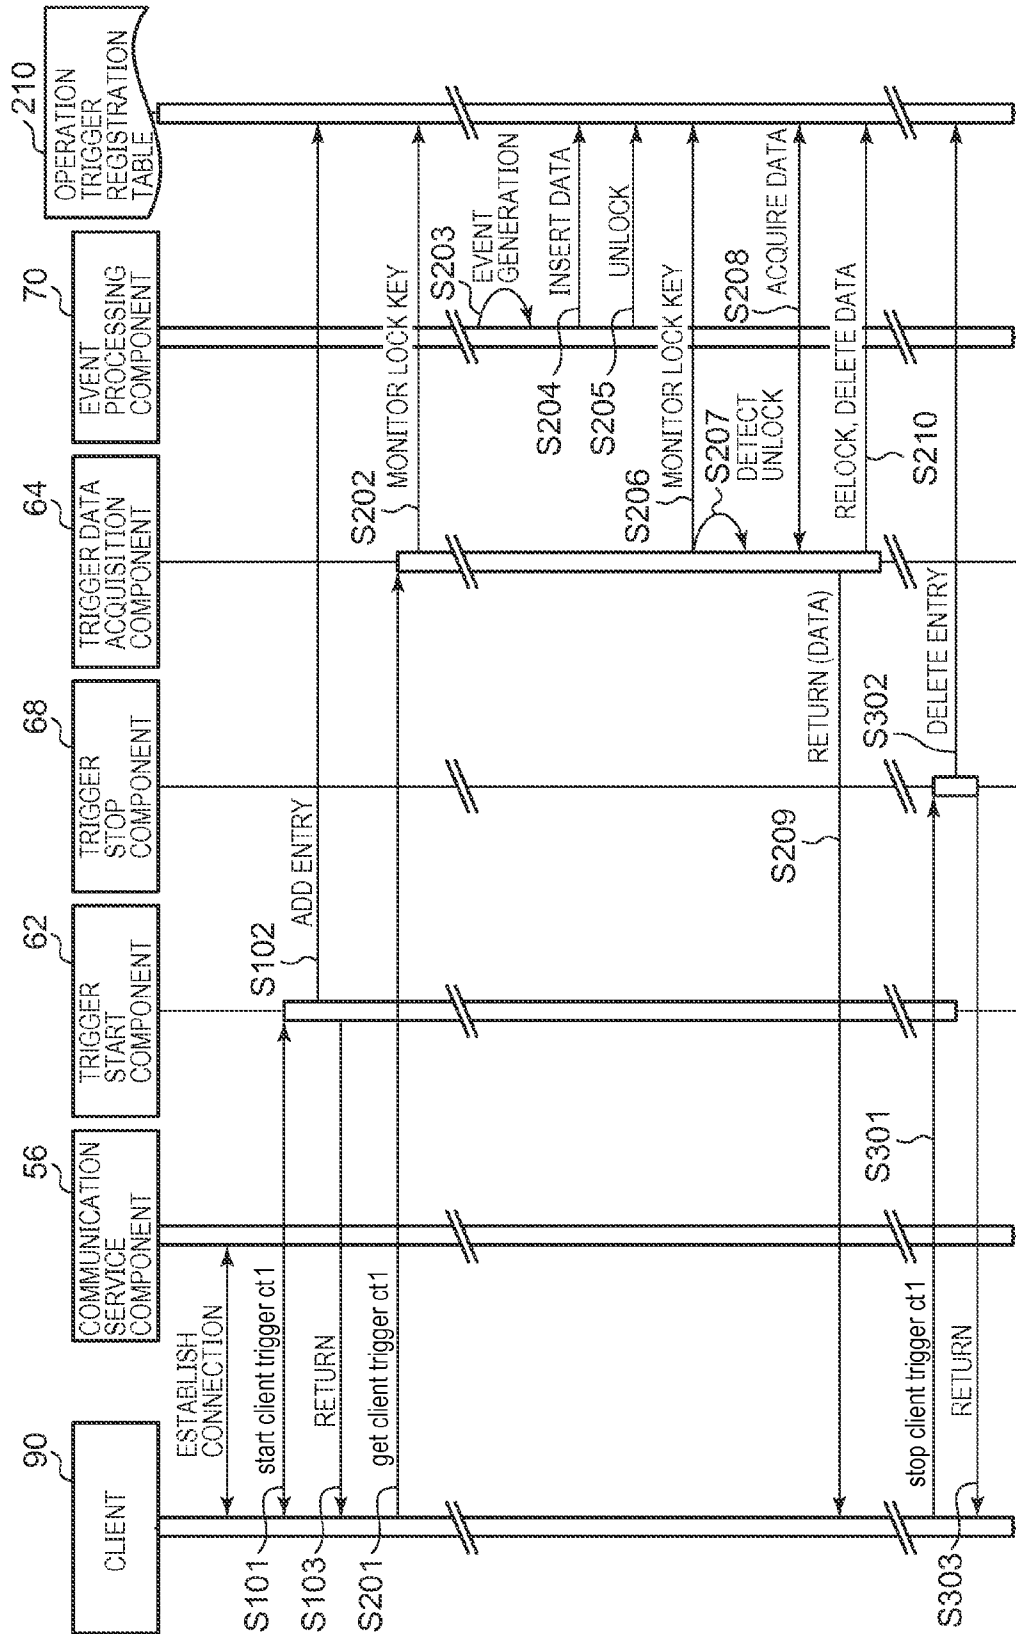 90
CLIENT
56
COMMUNICATION
SERVICE
COMPONENT
62
TRIGGER
START
COMPONENT
68
TRIGGER
STOP
COMPONENT
64
TRIGGER DATA
ACQUISITION
COMPONENT
70
EVENT
PROCESSING
COMPONENT
210
OPERATION
TRIGGER
REGISTRATION
TABLE
ESTABLISH
CONNECTION
S101
start client trigger ct1
S102
ADD ENTRY
S103
RETURN
S201
get client trigger ct1
S202
MONITOR LOCK KEY
S203
EVENT
GENERATION
S204
INSERT DATA
S205
UNLOCK
S206
MONITOR LOCK KEY
S207
DETECT
UNLOCK
S208
ACQUIRE DATA
S209
RETURN (DATA)
RELOCK, DELETE DATA
S210
S301
stop client trigger ct1
S302
DELETE ENTRY
S303
RETURN